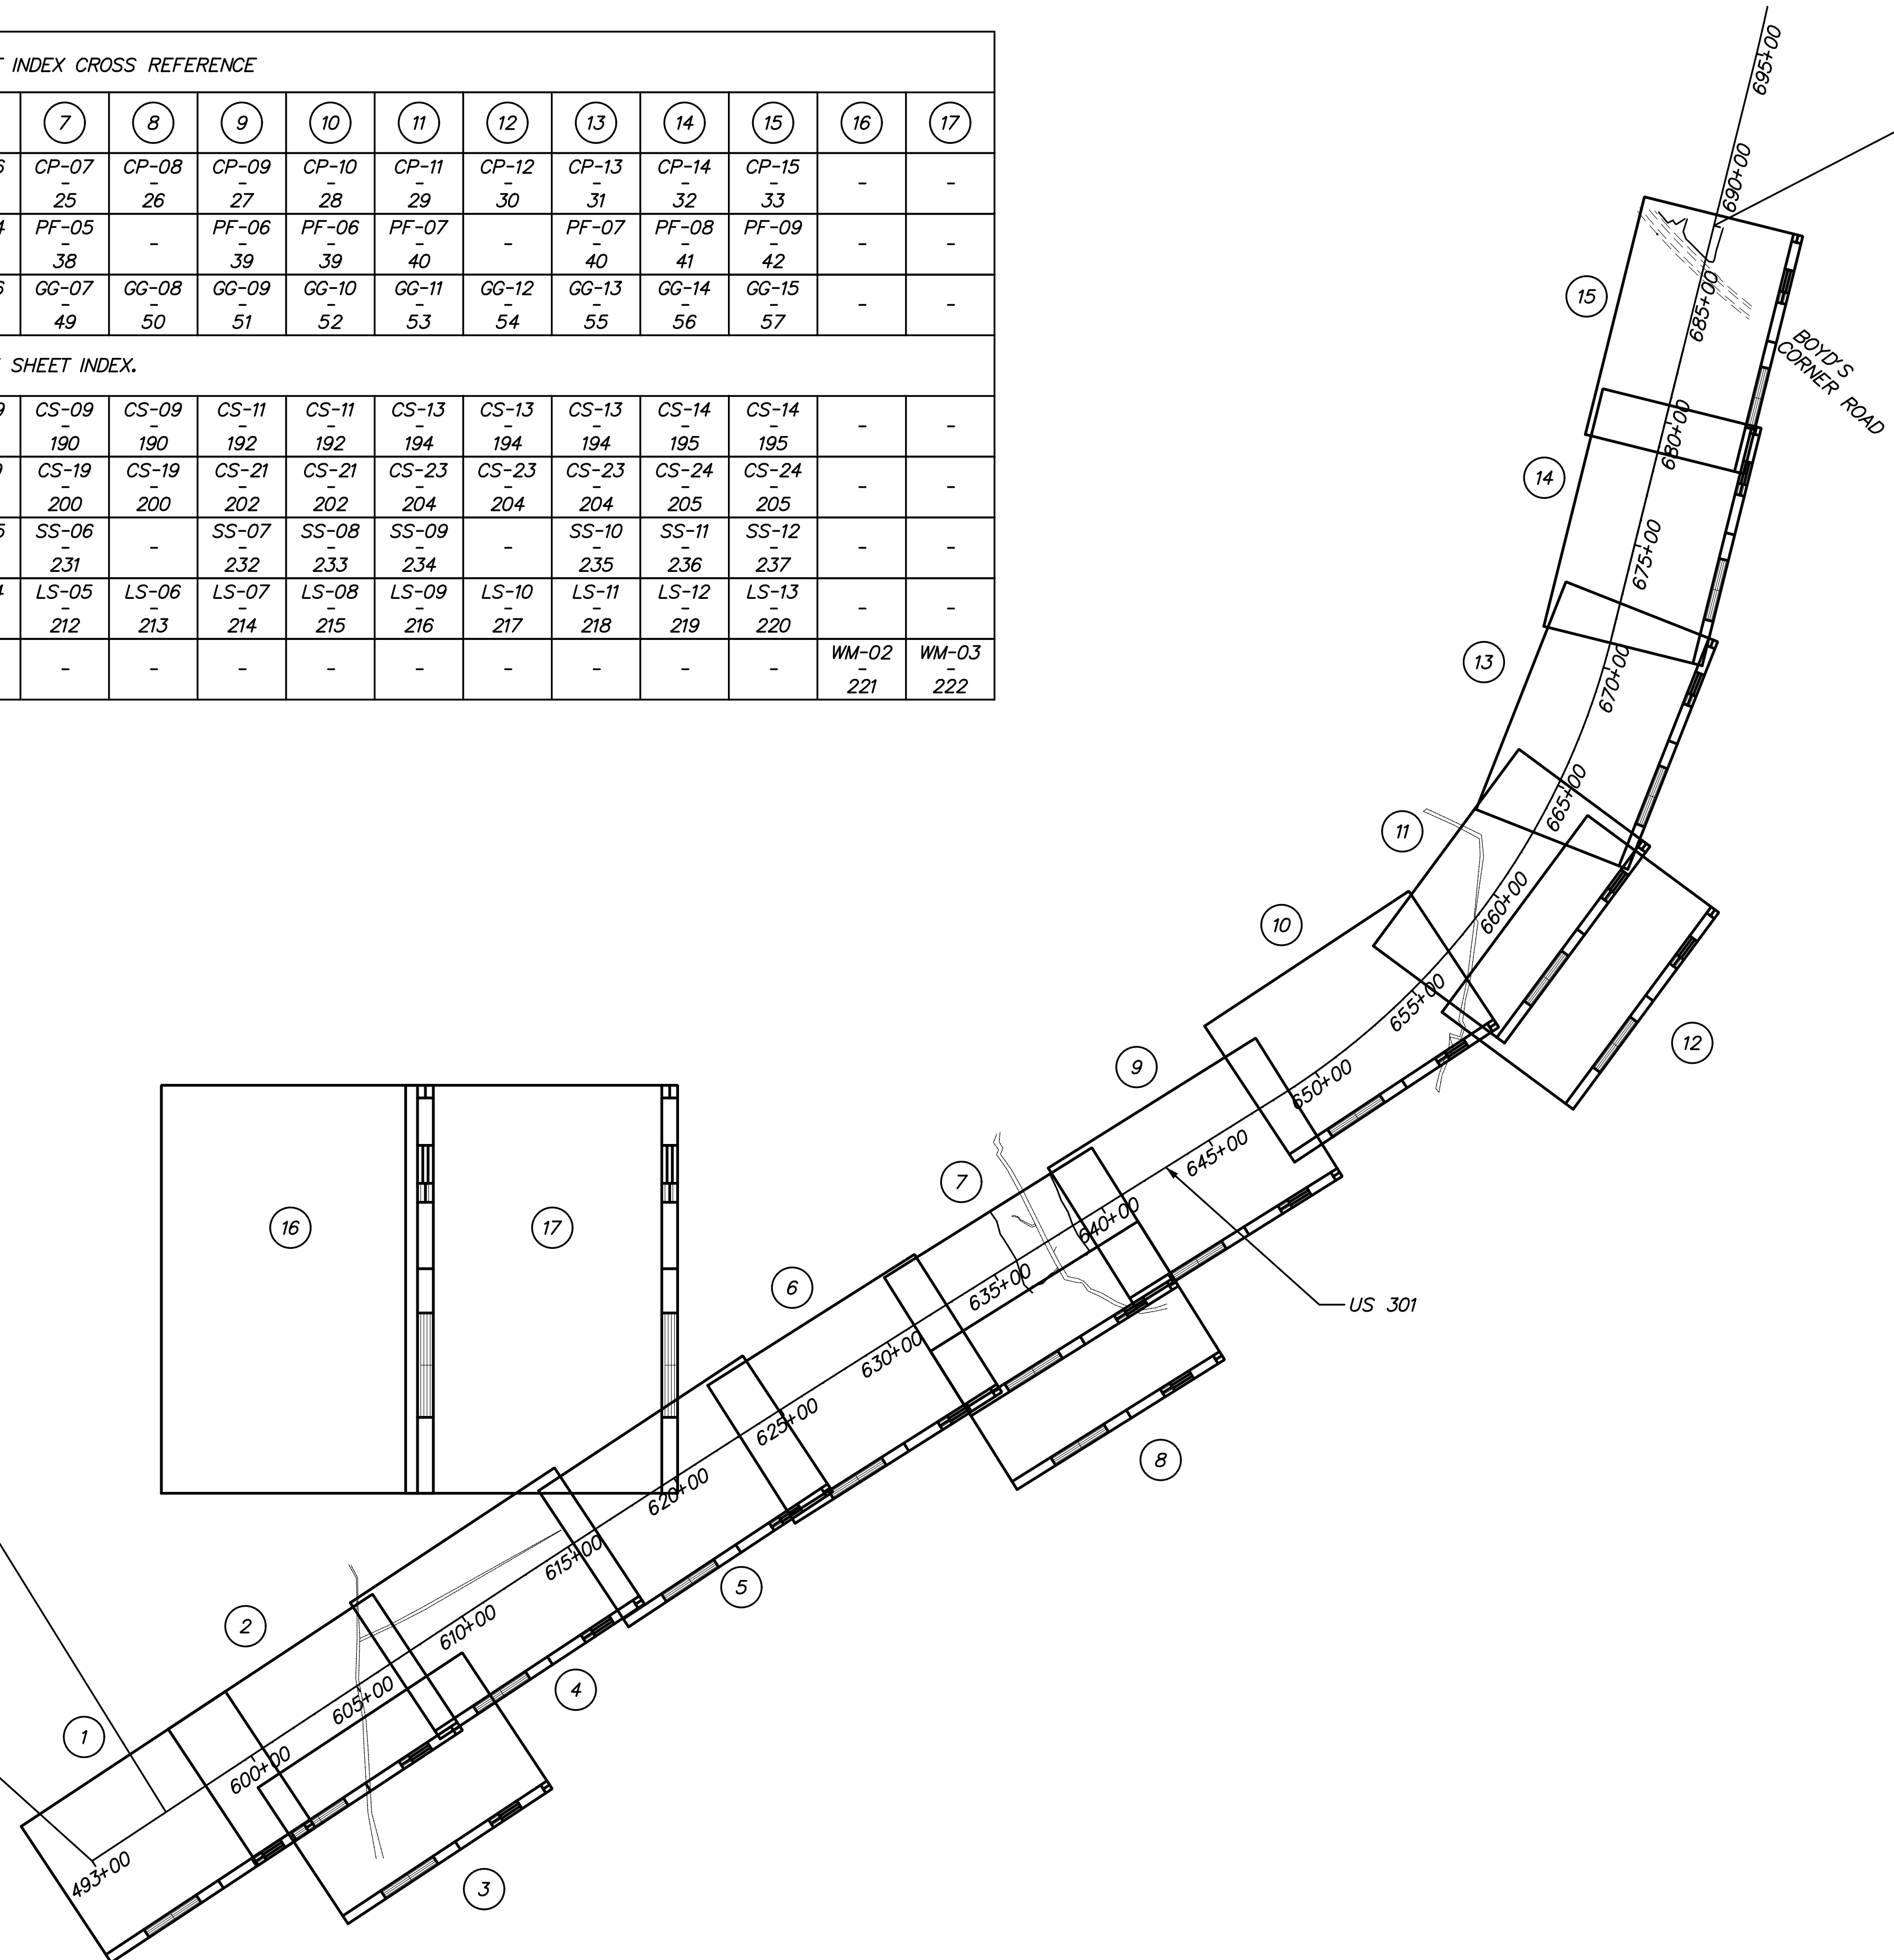 INDEX CROSS REFERENCE
7 8 9 10 11 12 13 14 15 16 17
CP-07 CP-08 CP-09 CP-10 CP-11 CP-12 CP-13 CP-14 CP-15
- - - - - - - - - - -
25 26 27 28 29 30 31 32 33
PF-05 PF-06 PF-06 PF-07 PF-07 PF-08 PF-09
- - - - - - - - - - -
38 39 39 40 40 41 42
GG-07 GG-08 GG-09 GG-10 GG-11 GG-12 GG-13 GG-14 GG-15
- - - - - - - - - - -
49 50 51 52 53 54 55 56 57
SHEET INDEX.
CS-09 CS-09 CS-11 CS-11 CS-13 CS-13 CS-13 CS-14 CS-14
- - - - - - - - - - -
190 190 192 192 194 194 194 195 195
CS-19 CS-19 CS-21 CS-21 CS-23 CS-23 CS-23 CS-24 CS-24
- - - - - - - - - - -
200 200 202 202 204 204 204 205 205
SS-06 SS-07 SS-08 SS-09 SS-10 SS-11 SS-12
- - - - - - - - - - -
231 232 233 234 235 236 237
LS-05 LS-06 LS-07 LS-08 LS-09 LS-10 LS-11 LS-12 LS-13
- - - - - - - - - - -
212 213 214 215 216 217 218 219 220
WM-02 WM-03
- - - - - - - - - - -
221 222
695+00
690+00
15
685+00
BOYD'S
CORNER ROAD
680+00
14
675+00
13
670+00
665+00
11
660+00
10
655+00
12
9
650+00
7
645+00
640+00
16
17
6
635+00
US 301
630+00
625+00
8
620+00
615+00
5
2
610+00
4
605+00
1
600+00
493+00
3